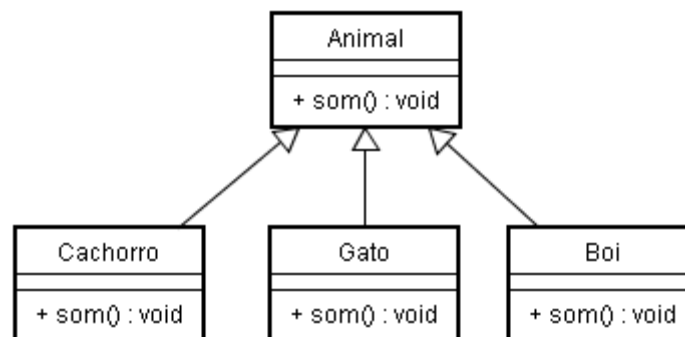 Animal
+ som() : void
Cachorro
+ som() : void
Gato
+ som() : void
Boi
+ som() : void